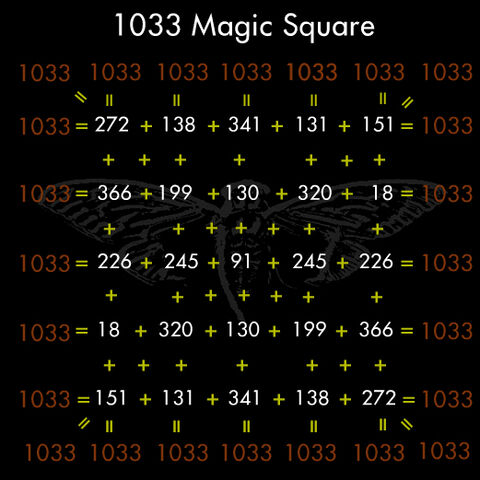 1033 Magic Square
1033 1033 1033 1033 1033 1033 1033
= = = = = = =
1033 = 272 + 138 + 341 + 131 + 151 = 1033
+ + + + + + +
1033 = 366 + 199 + 130 + 320 + 18 = 1033
+ + + + + + +
1033 = 226 + 245 + 91 + 245 + 226 = 1033
+ + + + + + +
1033 = 18 + 320 + 130 + 199 + 366 = 1033
+ + + + + + +
1033 = 151 + 131 + 341 + 138 + 272 = 1033
= = = = = = =
1033 1033 1033 1033 1033 1033 1033